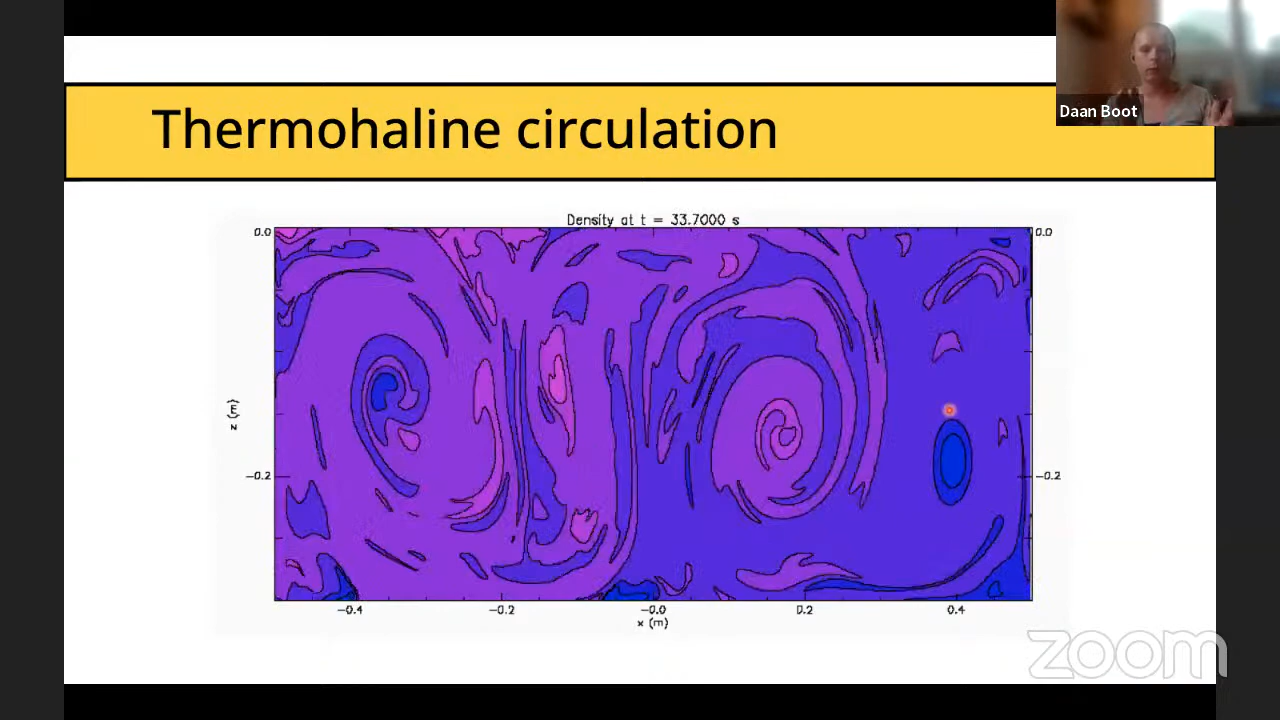 Daan Boot
Thermohaline circulation
Density at t = 33.7000 s
0.0
0.0
z (m)
-0.2
-0.2
-0.4
-0.2
-0.0
0.2
0.4
x (m)
zoom